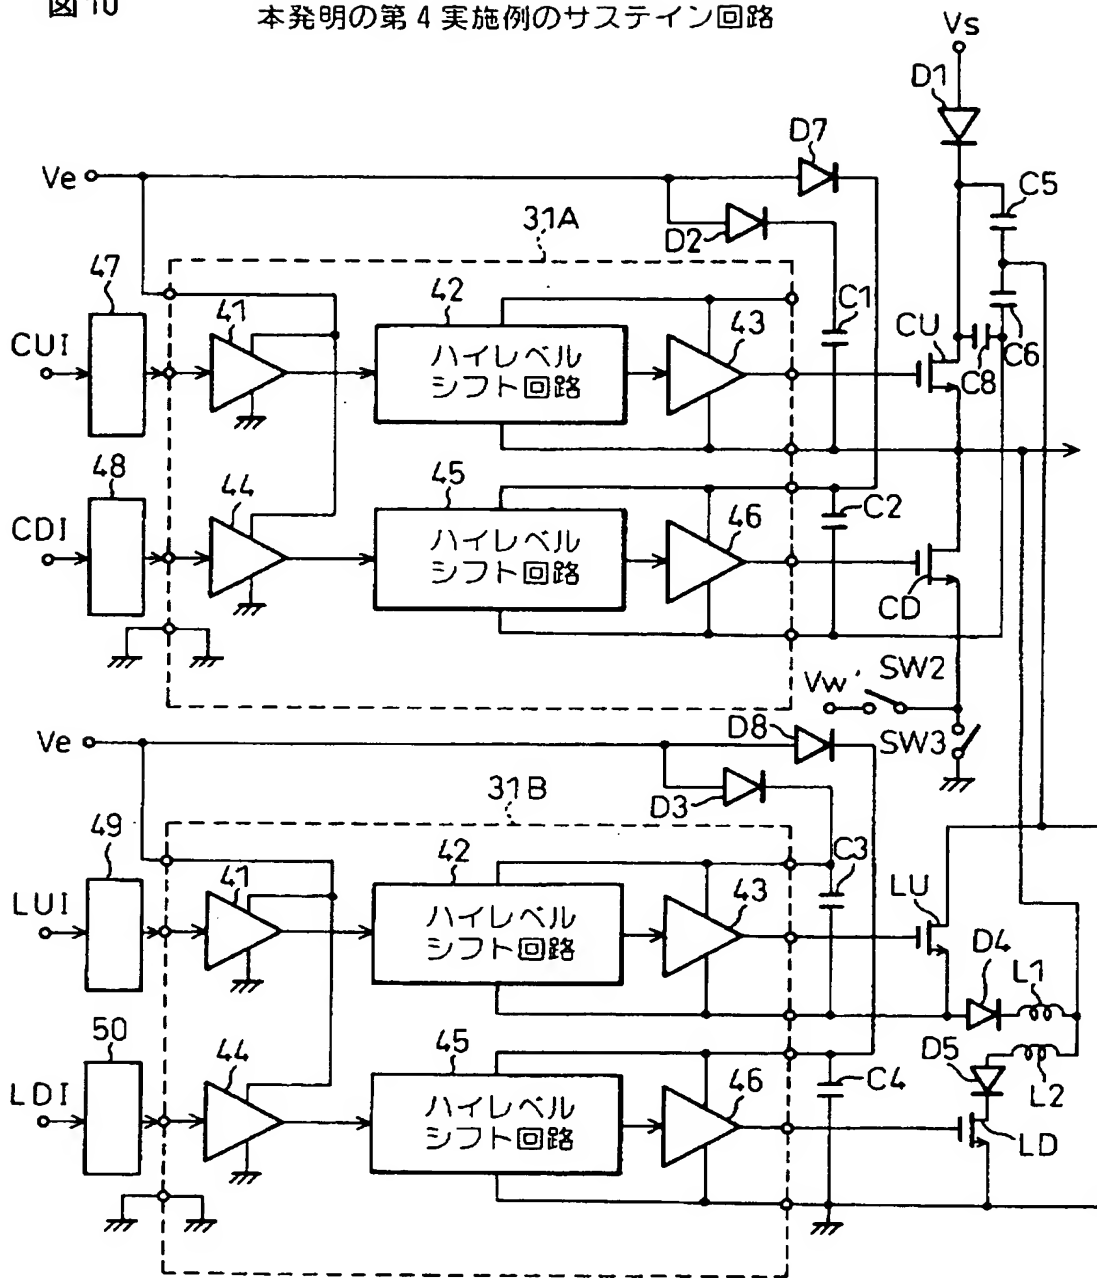 図10
本発明の第4実施例のサステイン回路
Vs
D1
D7
Ve
C5
31A
D2
47
42
C1
41
43
CU
C6
CUI
ハイレベル
シフト回路
C8
48
44
45
C2
46
CDI
ハイレベル
シフト回路
CD
SW2
Vw'
D8
Ve
SW3
31B
D3
49
42
C3
41
43
LU
LUI
ハイレベル
シフト回路
D4
L1
50
44
45
D5
C4
46
L2
LDI
ハイレベル
シフト回路
LD